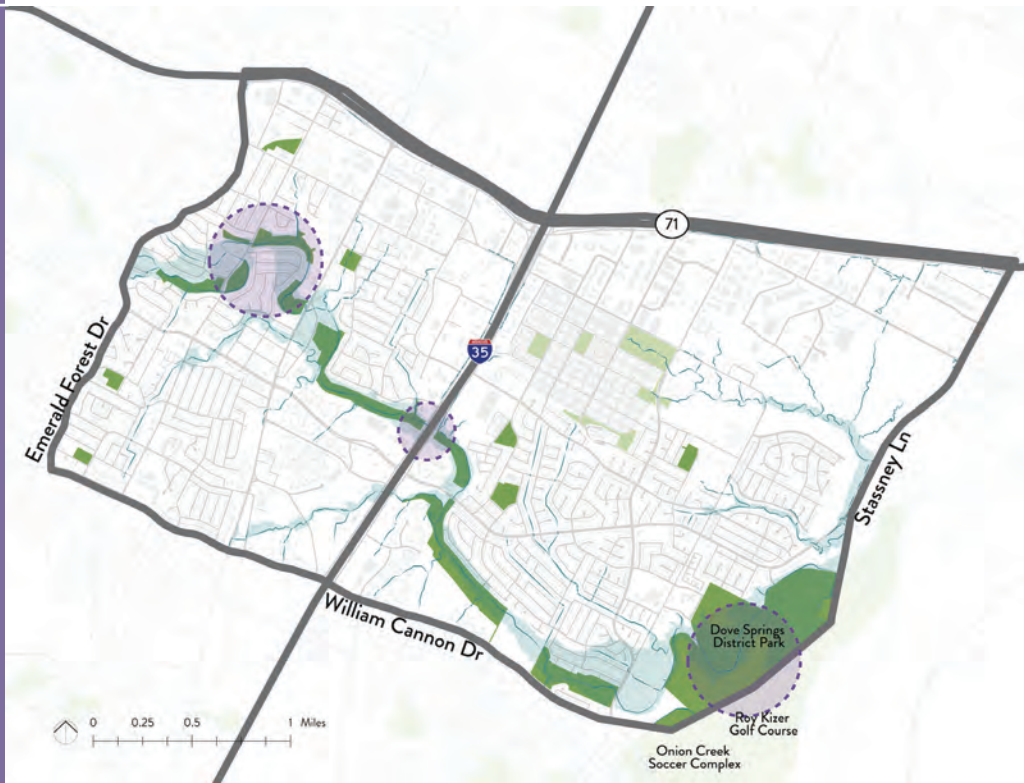 71
Emerald Forest Dr
35
Stassney Ln
William Cannon Dr
Dove Springs
District Park
Roy Kizer
Golf Course
Onion Creek
Soccer Complex
0 0.25 0.5 1 Miles